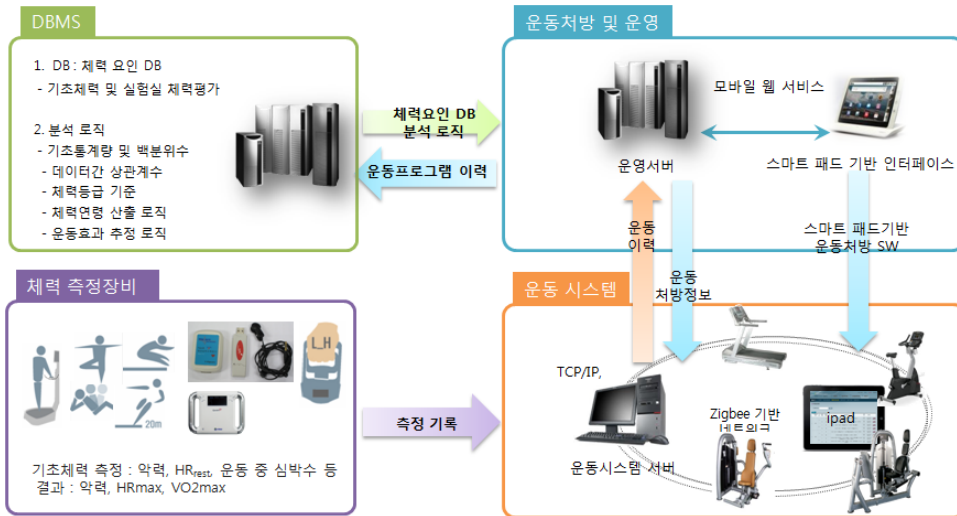 DBMS
1. DB : 체력 요인 DB
- 기초체력 및 실험실 체력평가
2. 분석 로직
- 기초통계량 및 백분위수
- 데이터간 상관계수
- 체력등급 기준
- 체력연령 산출 로직
- 운동효과 추정 로직
체력요인 DB
분석 로직
운동프로그램 이력
운동처방 및 운영
모바일 웹 서비스
운영서버
스마트 패드 기반 인터페이스
운동
이력
운동
처방정보
스마트 패드기반
운동처방 SW
체력 측정장비
L_H
20m
기초체력 측정 : 악력, HRrest, 운동 중 심박수 등
결과 : 악력, HRmax, VO2max
측정 기록
운동 시스템
TCP/IP,
Zigbee 기반
네트워크
ipad
운동시스템 서버